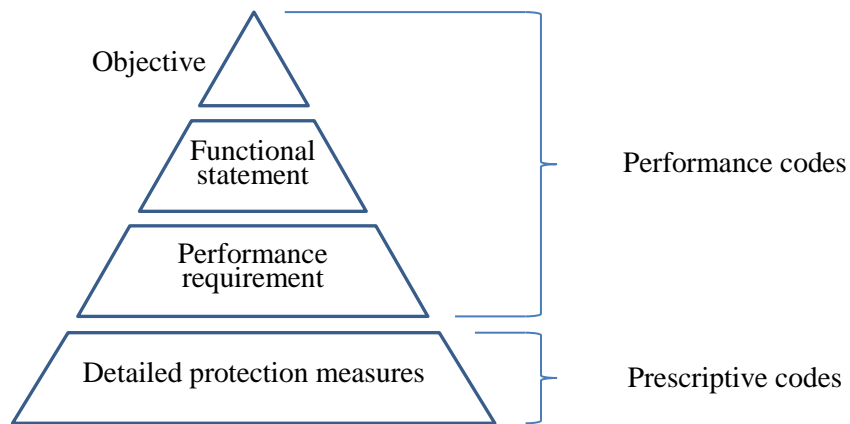 Objective
Functional
statement
Performance codes
Performance
requirement
Detailed protection measures
Prescriptive codes